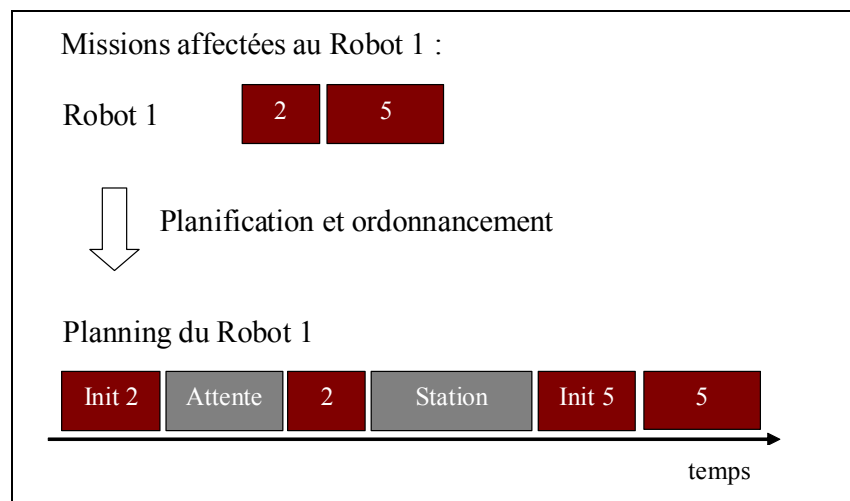 Missions affectées au Robot 1 :
Robot 1 2 5
Planification et ordonnancement
Planning du Robot 1
Init 2 Attente 2 Station Init 5 5
temps